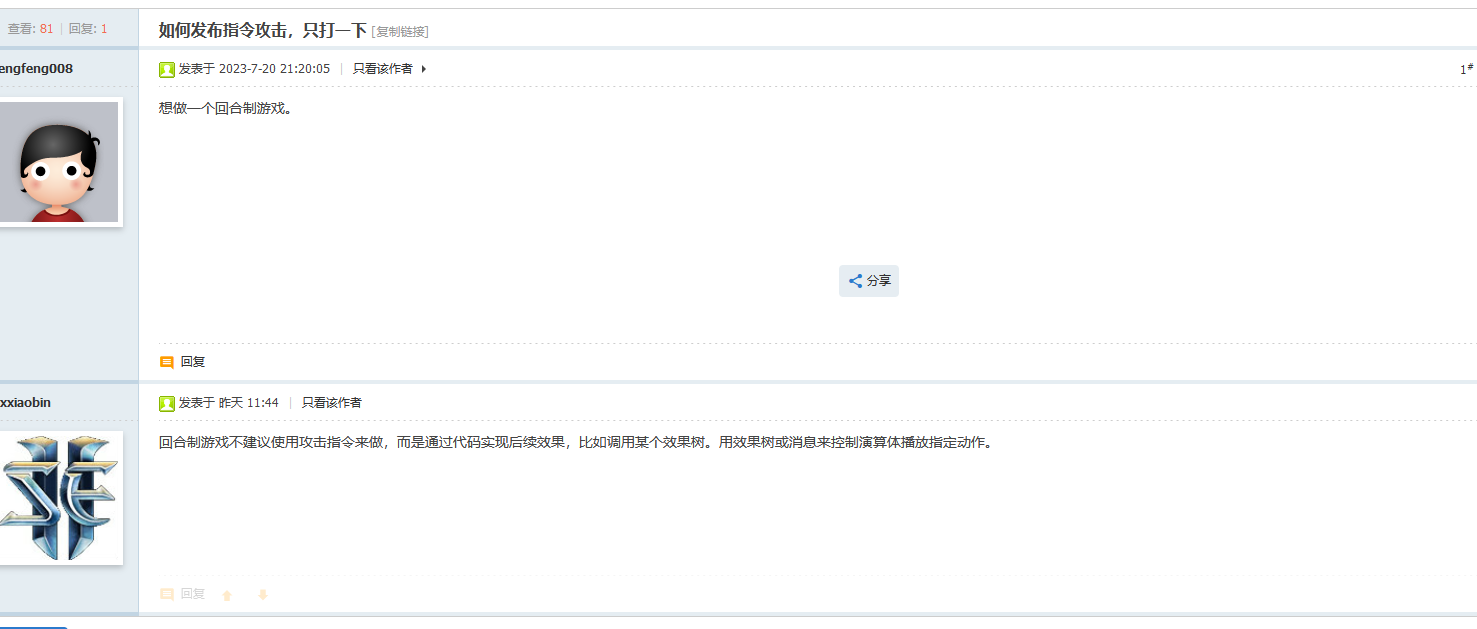 查看: 81 | 回复: 1
如何发布指令攻击，只打一下 [复制链接]
engfeng008
发表于 2023-7-20 21:20:05 | 只看该作者
1#
想做一个回合制游戏。
分享
回复
xxiaobin
发表于 昨天 11:44 | 只看该作者
回合制游戏不建议使用攻击指令来做，而是通过代码实现后续效果，比如调用某个效果树。用效果树或消息来控制演算体播放指定动作。
回复